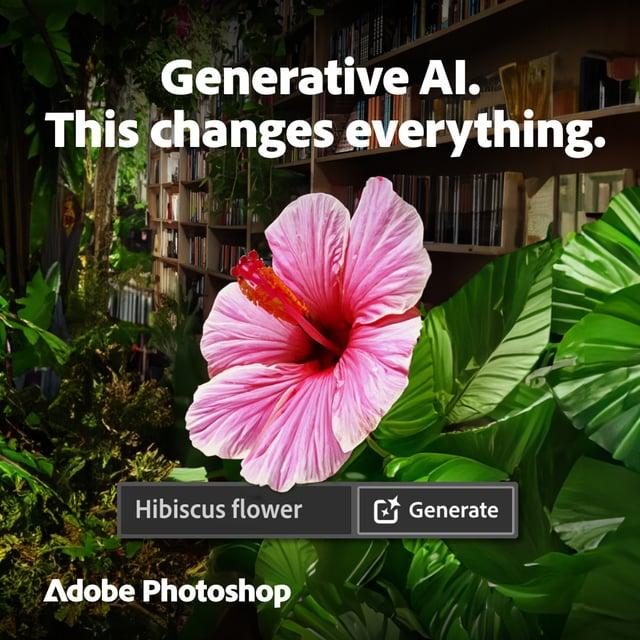 Generative AI.
This changes everything.
Hibiscus flower
Generate
Adobe Photoshop